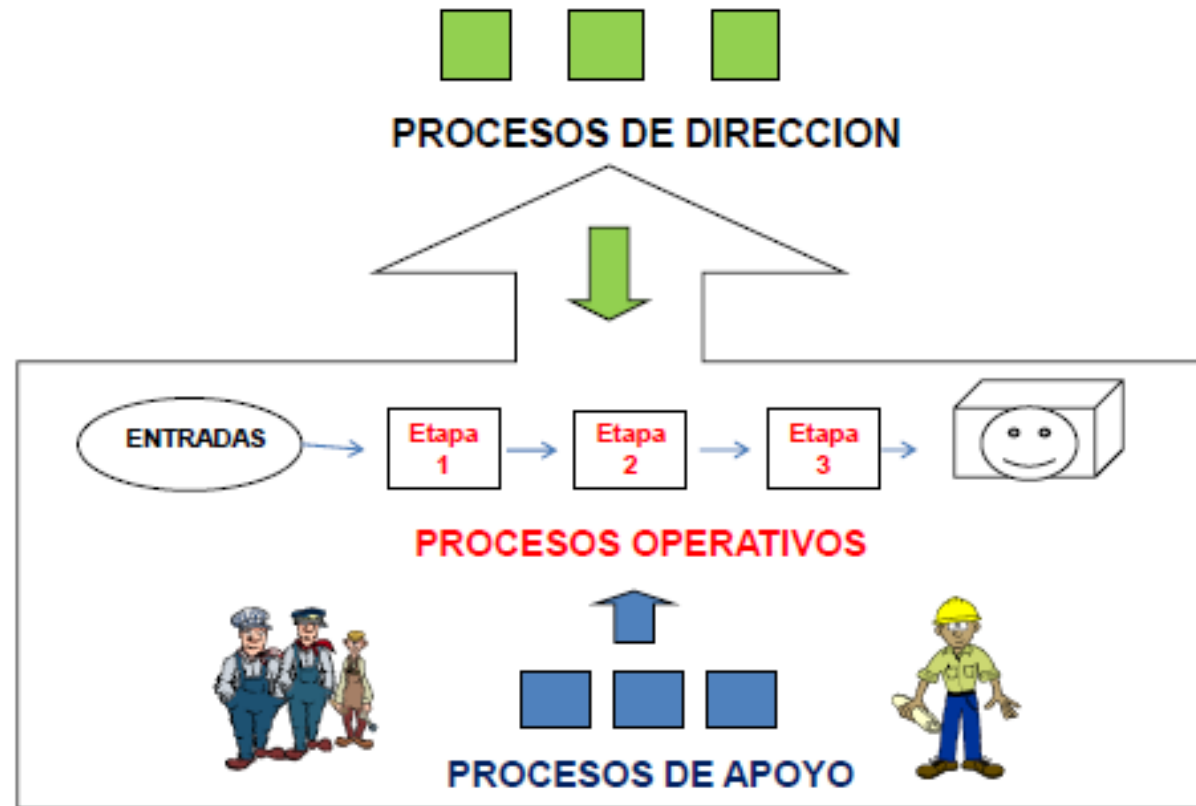 PROCESOS DE DIRECCION
ENTRADAS
Etapa
1
Etapa
2
Etapa
3
PROCESOS OPERATIVOS
PROCESOS DE APOYO